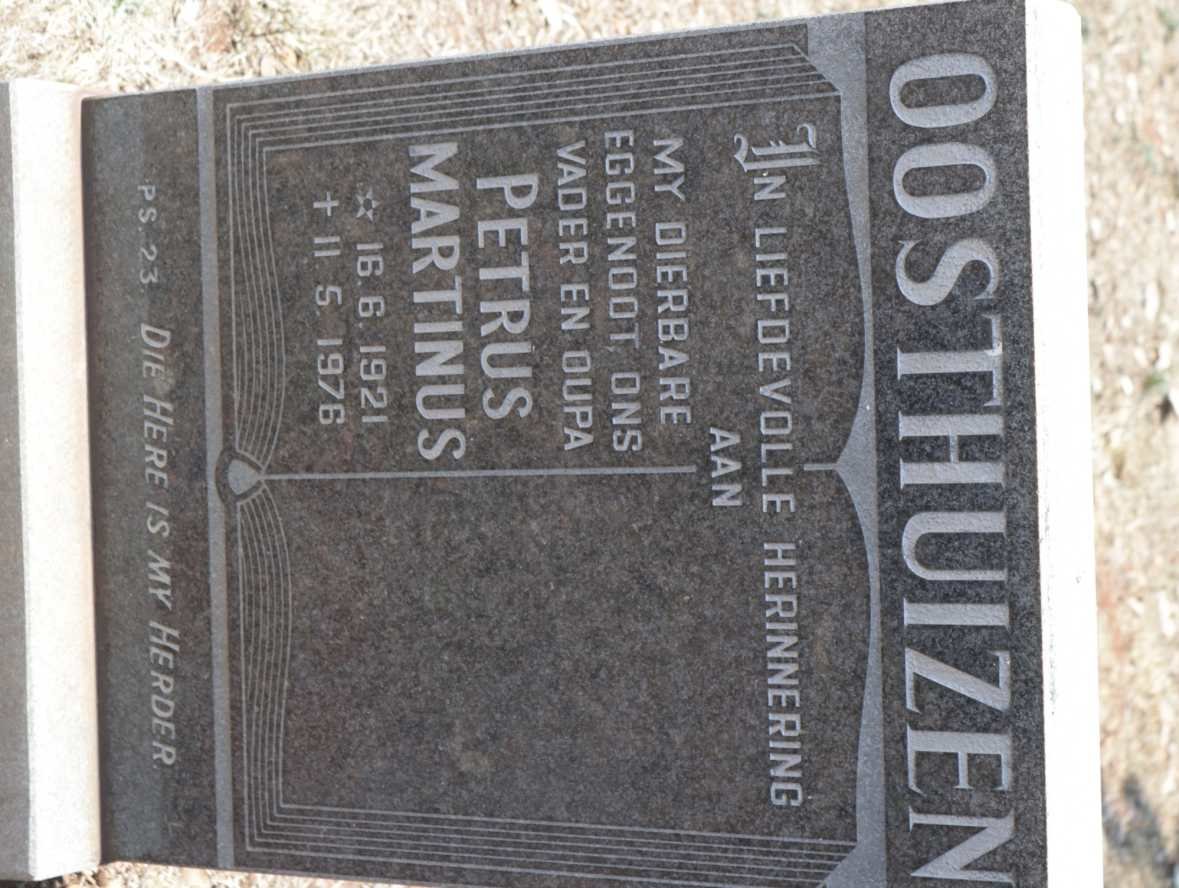 OOSTHUIZEN
IN LIEFDEVOLLE HERINNERING
AAN
MY DIERBARE
EGGENOOT, ONS
VADER EN OUPA
PETRUS
MARTINUS
☆ 16. 6. 1921
+ 11. 5. 1976
PS. 23 DIE HERE IS MY HERDER